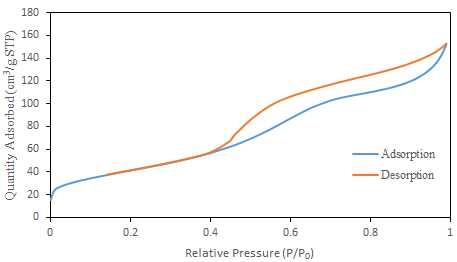 180
160
140
120
100
80
60
40
20
0
Quantity Adsorbed (cm³/g STP)
Adsorption
Desorption
0 0.2 0.4 0.6 0.8 1
Relative Pressure (P/P₀)